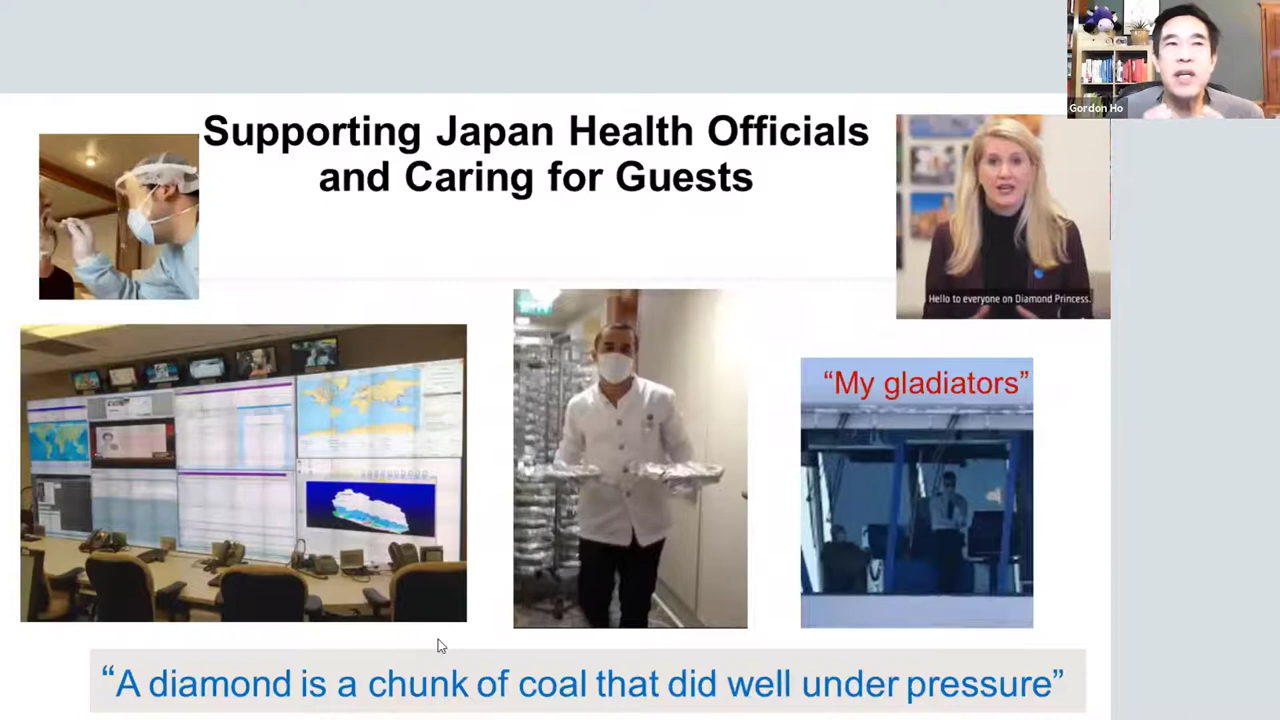 Gordon Ho
Supporting Japan Health Officials
and Caring for Guests
Hello to everyone on Diamond Princess.
“My gladiators”
“A diamond is a chunk of coal that did well under pressure”